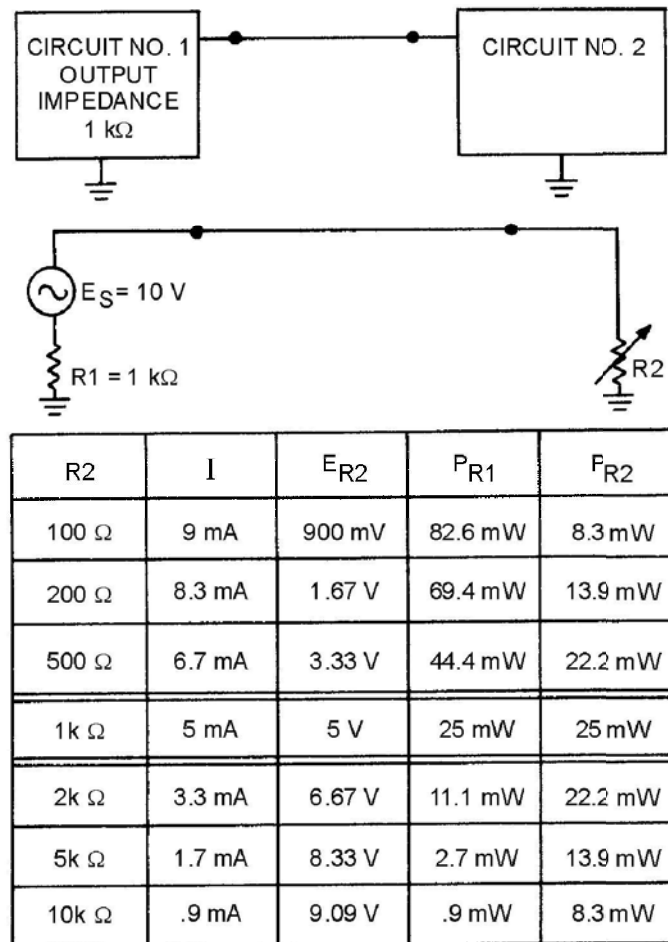 CIRCUIT NO. 1
OUTPUT
IMPEDANCE
1 kΩ
CIRCUIT NO. 2
ES = 10 V
R1 = 1 kΩ
R2
R2 I ER2 PR1 PR2
100 Ω 9 mA 900 mV 82.6 mW 8.3 mW
200 Ω 8.3 mA 1.67 V 69.4 mW 13.9 mW
500 Ω 6.7 mA 3.33 V 44.4 mW 22.2 mW
1k Ω 5 mA 5 V 25 mW 25 mW
2k Ω 3.3 mA 6.67 V 11.1 mW 22.2 mW
5k Ω 1.7 mA 8.33 V 2.7 mW 13.9 mW
10k Ω .9 mA 9.09 V .9 mW 8.3 mW